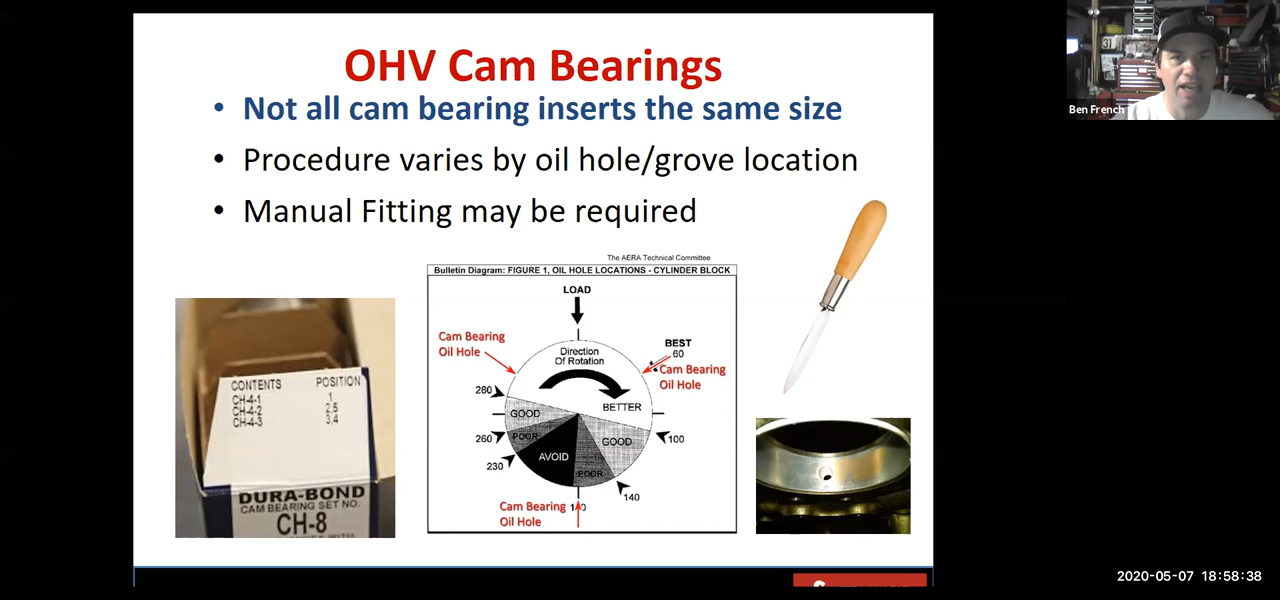 OHV Cam Bearings
• Not all cam bearing inserts the same size
• Procedure varies by oil hole/grove location
• Manual Fitting may be required
The AERA Technical Committee
Bulletin Diagram: FIGURE 1, OIL HOLE LOCATIONS - CYLINDER BLOCK
LOAD
Cam Bearing
Oil Hole
BEST
60
Cam Bearing
Oil Hole
Direction
Of Rotation
280
BETTER
GOOD
260
POOR
GOOD
100
230
AVOID
POOR
140
Cam Bearing
Oil Hole
CONTENTS POSITION
CH-4-1 1
CH-4-2 2,5
CH-4-3 3,4
DURA-BOND
CAM BEARING SET NO.
CH-8
Ben French
2020-05-07 18:58:38